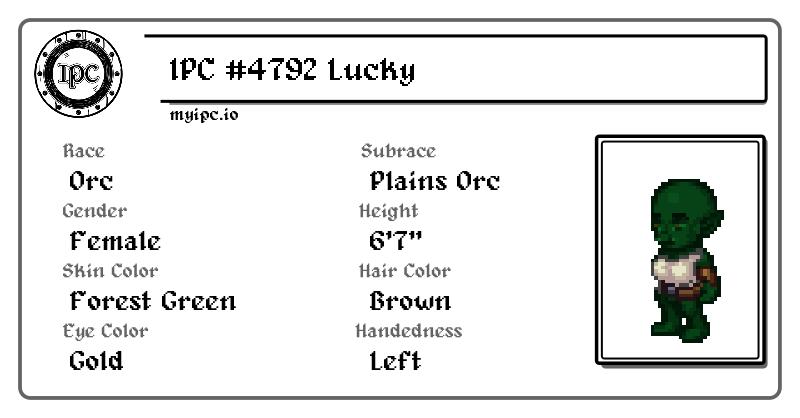 IPC
IPC #4792 Lucky
myipc.io
Race
Subrace
Orc
Plains Orc
Gender
Height
Female
6'7"
Skin Color
Hair Color
Forest Green
Brown
Eye Color
Handedness
Gold
Left